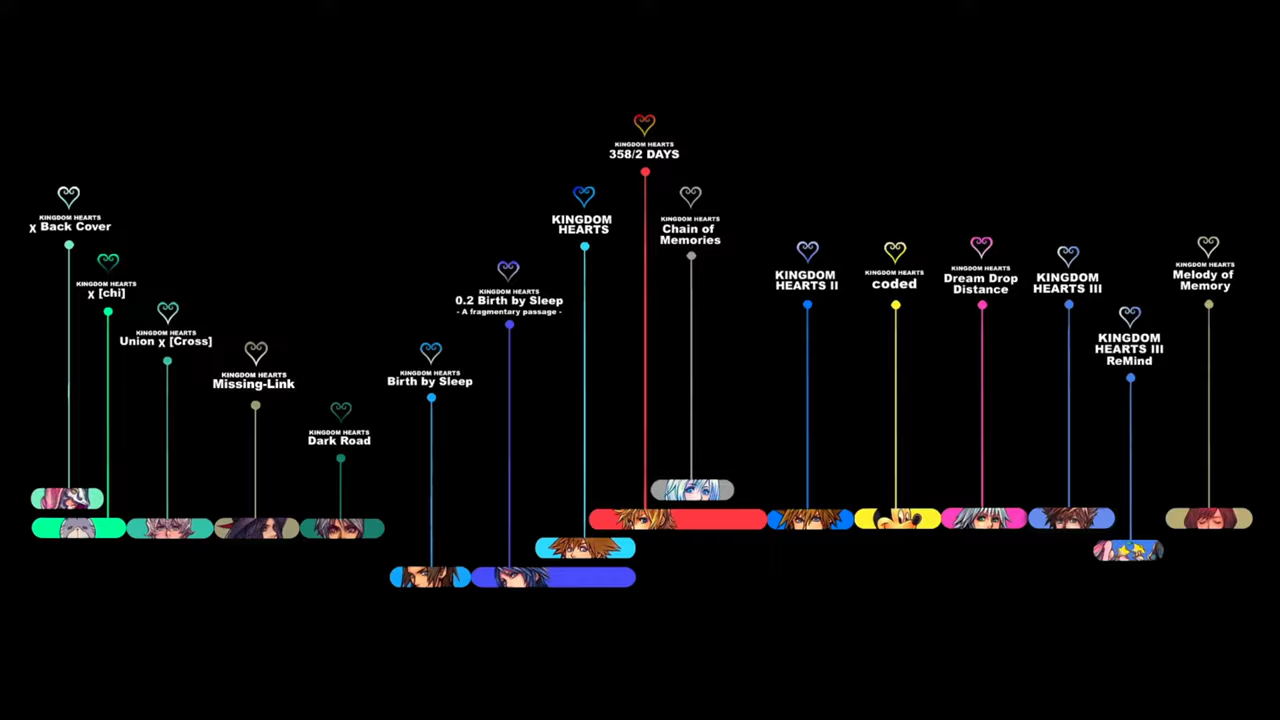 KINGDOM HEARTS
χ Back Cover
KINGDOM HEARTS
χ [chi]
KINGDOM HEARTS
Union χ [Cross]
KINGDOM HEARTS
Missing-Link
KINGDOM HEARTS
Dark Road
KINGDOM HEARTS
Birth by Sleep
KINGDOM HEARTS
0.2 Birth by Sleep
- A fragmentary passage -
KINGDOM
HEARTS
KINGDOM HEARTS
358/2 DAYS
KINGDOM HEARTS
Chain of
Memories
KINGDOM
HEARTS II
KINGDOM HEARTS
coded
KINGDOM HEARTS
Dream Drop
Distance
KINGDOM
HEARTS III
KINGDOM
HEARTS III
ReMind
KINGDOM HEARTS
Melody of
Memory